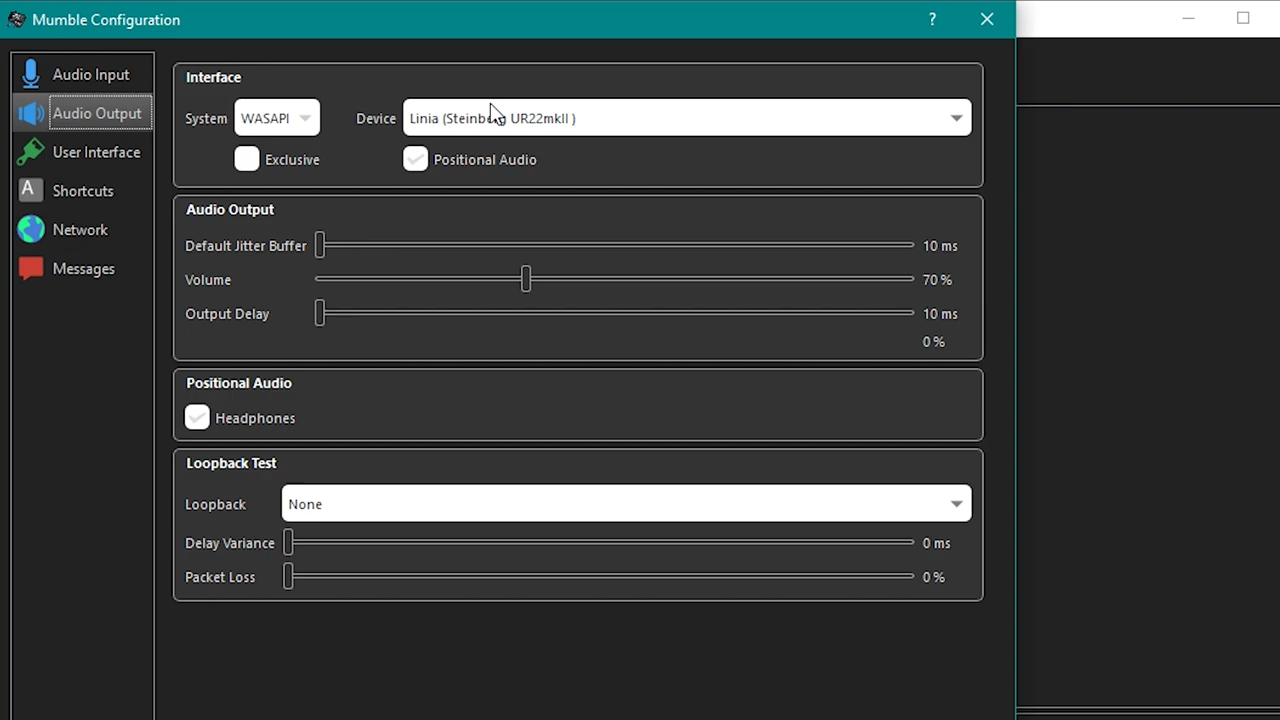 Mumble Configuration
?
Audio Input
Audio Output
User Interface
Shortcuts
Network
Messages
Interface
System WASAPI Device Linia (Steinberg UR22mkII )
Exclusive Positional Audio
Audio Output
Default Jitter Buffer 10 ms
Volume 70 %
Output Delay 10 ms
0 %
Positional Audio
Headphones
Loopback Test
Loopback None
Delay Variance 0 ms
Packet Loss 0 %